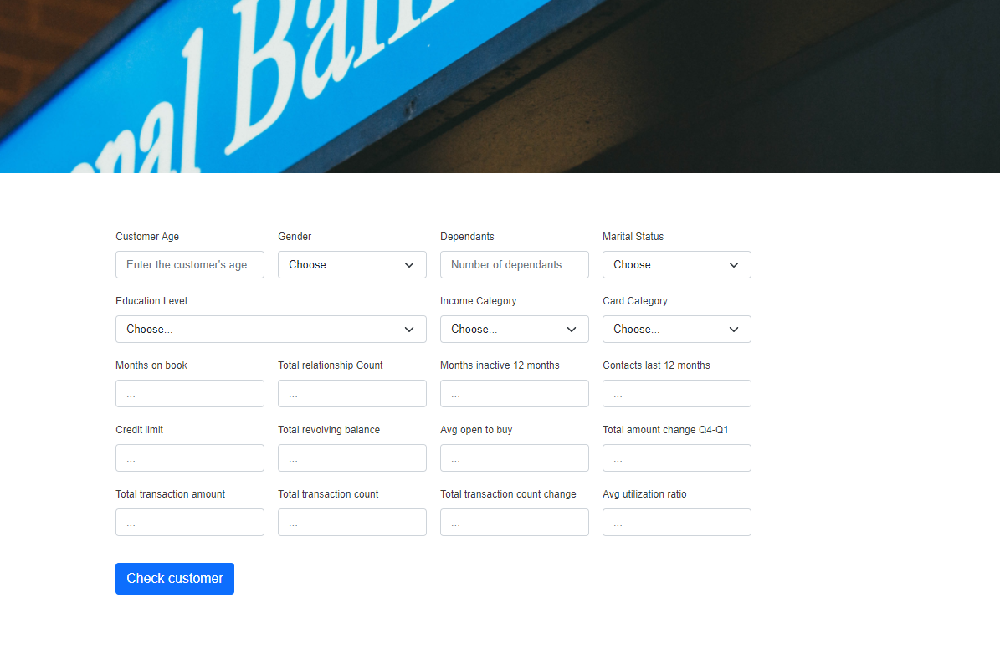 onal Ban
Customer Age Gender Dependants Marital Status
Enter the customer's age.. Choose... Number of dependants Choose...
Education Level Income Category Card Category
Choose... Choose... Choose...
Months on book Total relationship Count Months inactive 12 months Contacts last 12 months
... ... ... ...
Credit limit Total revolving balance Avg open to buy Total amount change Q4-Q1
... ... ... ...
Total transaction amount Total transaction count Total transaction count change Avg utilization ratio
... ... ... ...
Check customer